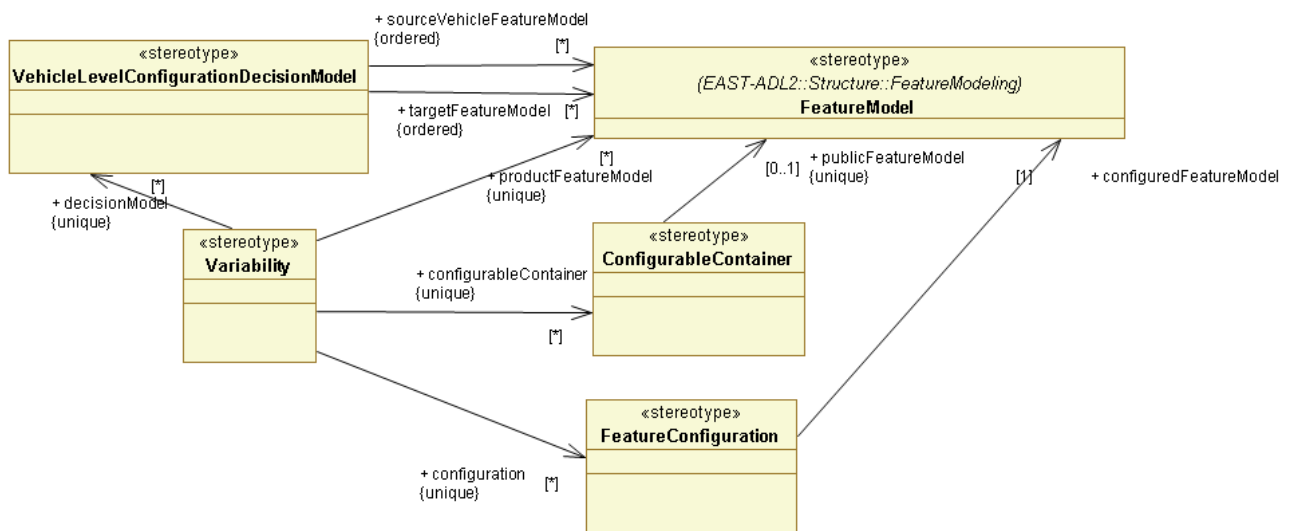 + sourceVehicleFeatureModel
{ordered}
[*]
«stereotype»
VehicleLevelConfigurationDecisionModel
«stereotype»
(EAST-ADL2::Structure::FeatureModeling)
FeatureModel
+ targetFeatureModel
{ordered}
[*]
[*]
+ productFeatureModel
{unique}
[0..1]
+ publicFeatureModel
{unique}
[1]
+ configuredFeatureModel
[*]
+ decisionModel
{unique}
«stereotype»
Variability
«stereotype»
ConfigurableContainer
+ configurableContainer
{unique}
[*]
«stereotype»
FeatureConfiguration
+ configuration
{unique}
[*]